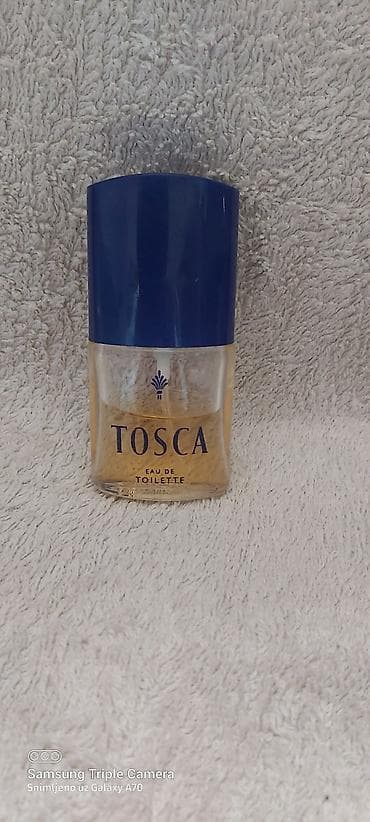 TOSCA
EAU DE
TOILETTE
Samsung Triple Camera
Snimljeno uz Galaxy A70